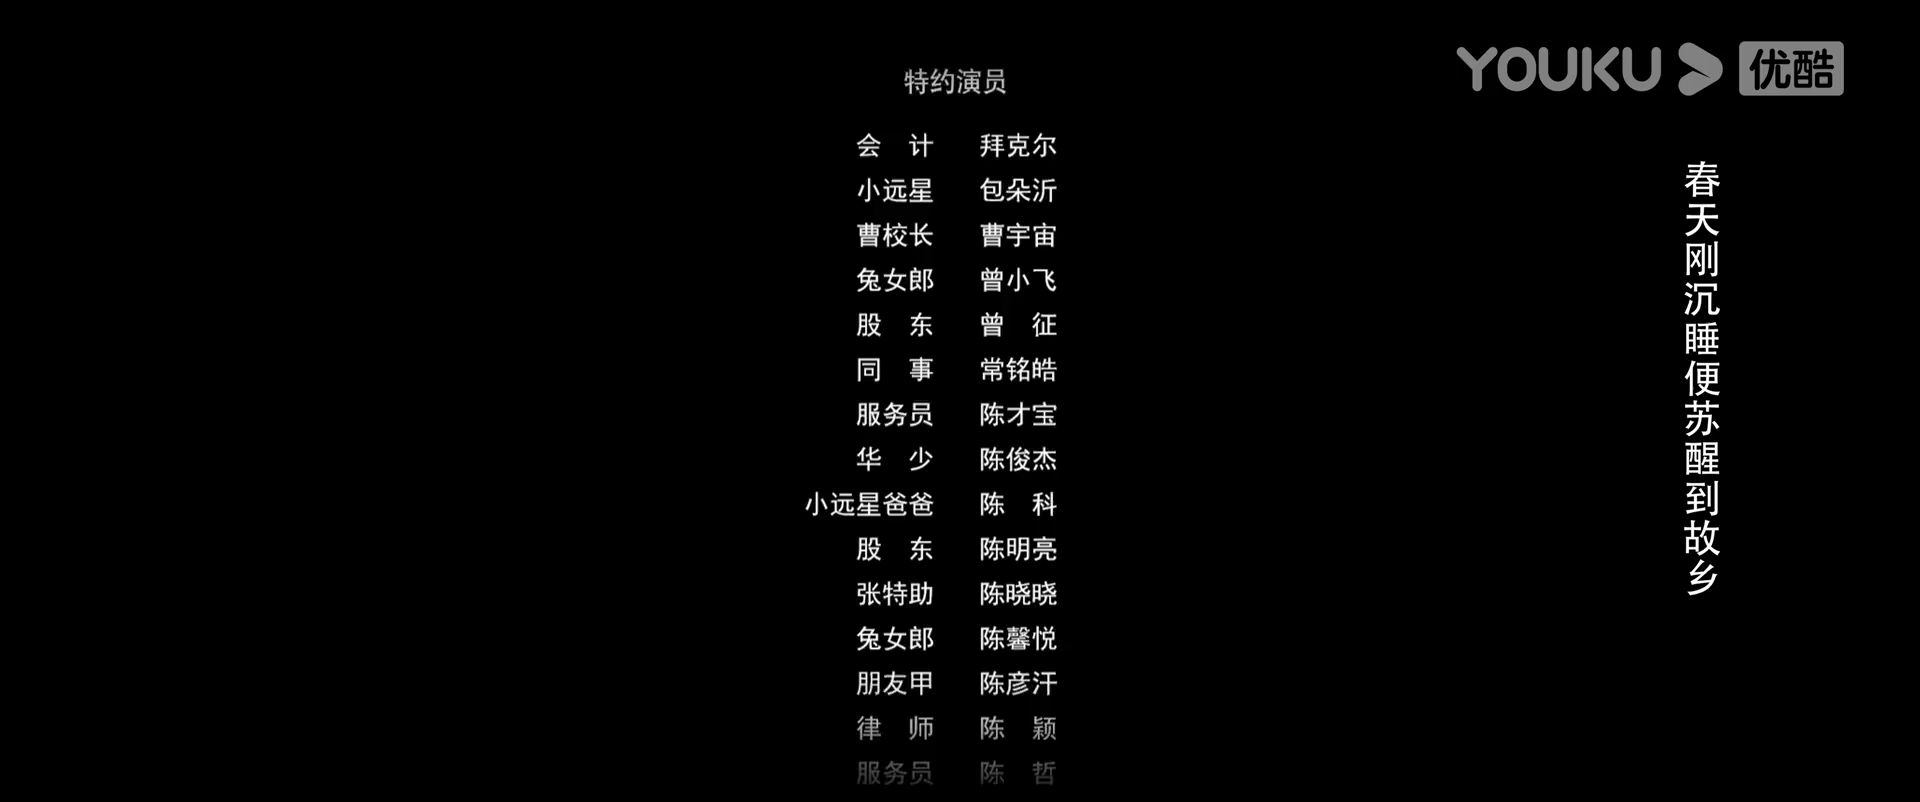 YOUKU 优酷
特约演员
会 计 拜克尔
小远星 包朵沂
曹校长 曹宇宙
兔女郎 曾小飞
股 东 曾 征
同 事 常铭皓
服务员 陈才宝
华 少 陈俊杰
小远星爸爸 陈 科
股 东 陈明亮
张特助 陈晓晓
兔女郎 陈馨悦
朋友甲 陈彦汗
律 师 陈 颖
服务员 陈 哲
春天刚沉睡便苏醒到故乡